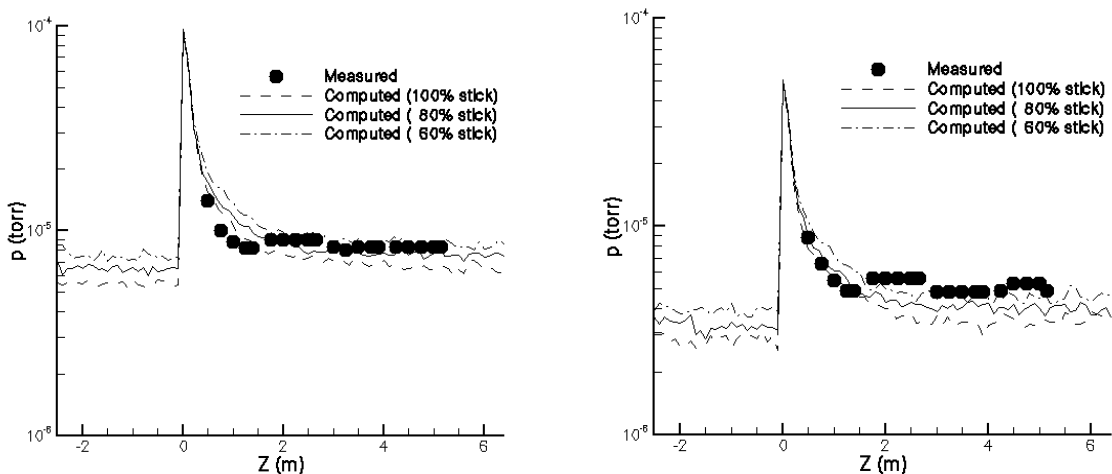 10-4
Measured
Computed (100% stick)
Computed ( 80% stick)
Computed ( 60% stick)
p (torr)
10-5
10-6
-2
0
2
4
6
Z (m)
10-4
Measured
Computed (100% stick)
Computed ( 80% stick)
Computed ( 60% stick)
p (torr)
10-5
10-6
-2
0
2
4
6
Z (m)